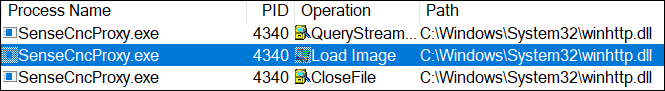 Process Name PID Operation Path
SenseCncProxy.exe 4340 QueryStream... C:\Windows\System32\winhttp.dll
SenseCncProxy.exe 4340 Load Image C:\Windows\System32\winhttp.dll
SenseCncProxy.exe 4340 CloseFile C:\Windows\System32\winhttp.dll